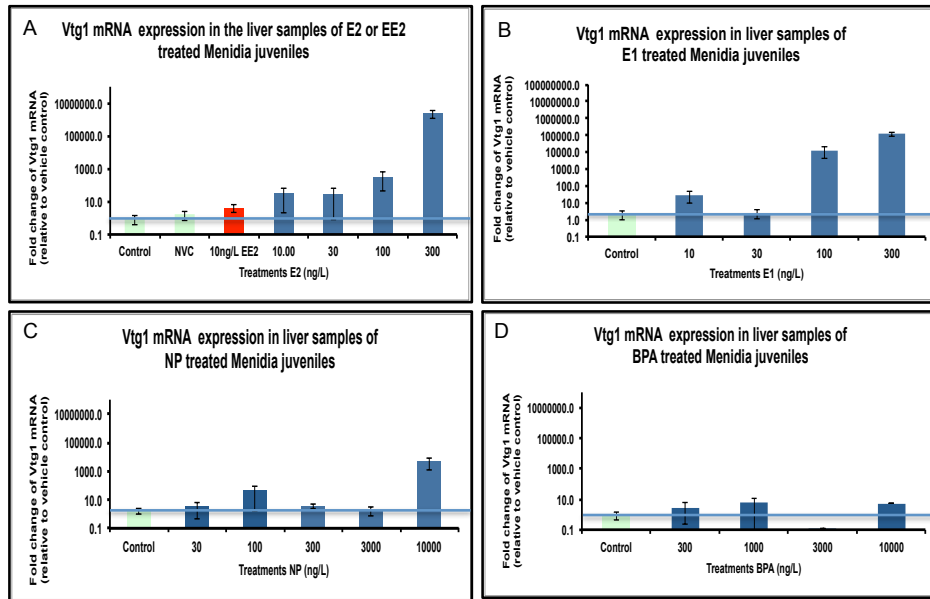 A
Vtg1 mRNA expression in the liver samples of E2 or EE2
treated Menidia juveniles
Fold change of Vtg1 mRNA
(relative to vehicle control)
10000000.0
100000.0
1000.0
10.0
0.1
Control NVC 10ng/L EE2 10.00 30 100 300
Treatments E2 (ng/L)
B
Vtg1 mRNA expression in liver samples of
E1 treated Menidia juveniles
Fold change of Vtg1 mRNA
(relative to vehicle control)
100000000.0
10000000.0
1000000.0
100000.0
10000.0
1000.0
100.0
10.0
1.0
0.1
Control 10 30 100 300
Treatments E1 (ng/L)
C
Vtg1 mRNA expression in liver samples of
NP treated Menidia juveniles
Fold change of Vtg1 mRNA
(relative to vehicle control)
10000000.0
100000.0
1000.0
10.0
0.1
Control 30 100 300 3000 10000
Treatments NP (ng/L)
D
Vtg1 mRNA expression in liver samples of
BPA treated Menidia juveniles
Fold change of Vtg1 mRNA
(relative to vehicle control)
10000000.0
100000.0
1000.0
10.0
0.1
Control 300 1000 3000 10000
Treatments BPA (ng/L)